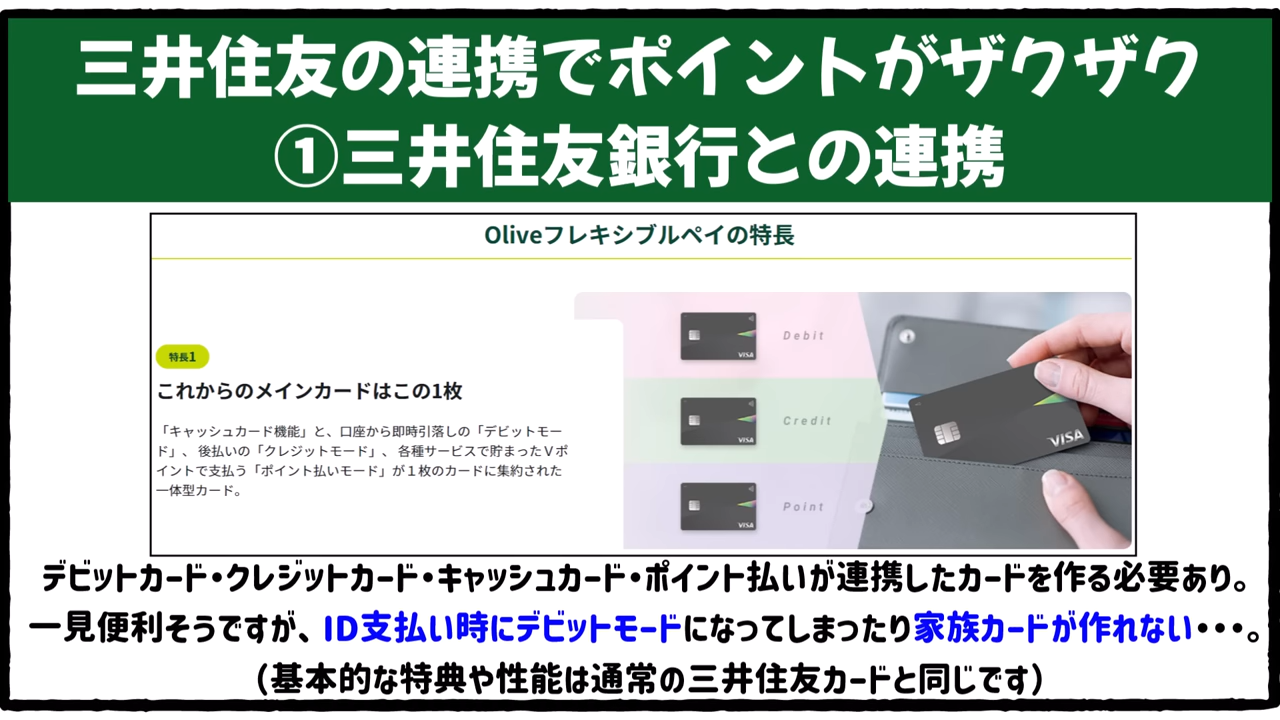 三井住友の連携でポイントがザクザク
①三井住友銀行との連携
Oliveフレキシブルペイの特長
特長1
これからのメインカードはこの1枚
「キャッシュカード機能」と、口座から即時引落しの「デビットモー
ド」、後払いの「クレジットモード」、各種サービスで貯まったVポ
イントで支払う「ポイント払いモード」が1枚のカードに集約された
一体型カード。
Debit
VISA
Credit
VISA
Point
VISA
VISA
デビットカード・クレジットカード・キャッシュカード・ポイント払いが連携したカードを作る必要あり。
一見便利そうですが、ID支払い時にデビットモードになってしまったり家族カードが作れない・・・。
（基本的な特典や性能は通常の三井住友カードと同じです）